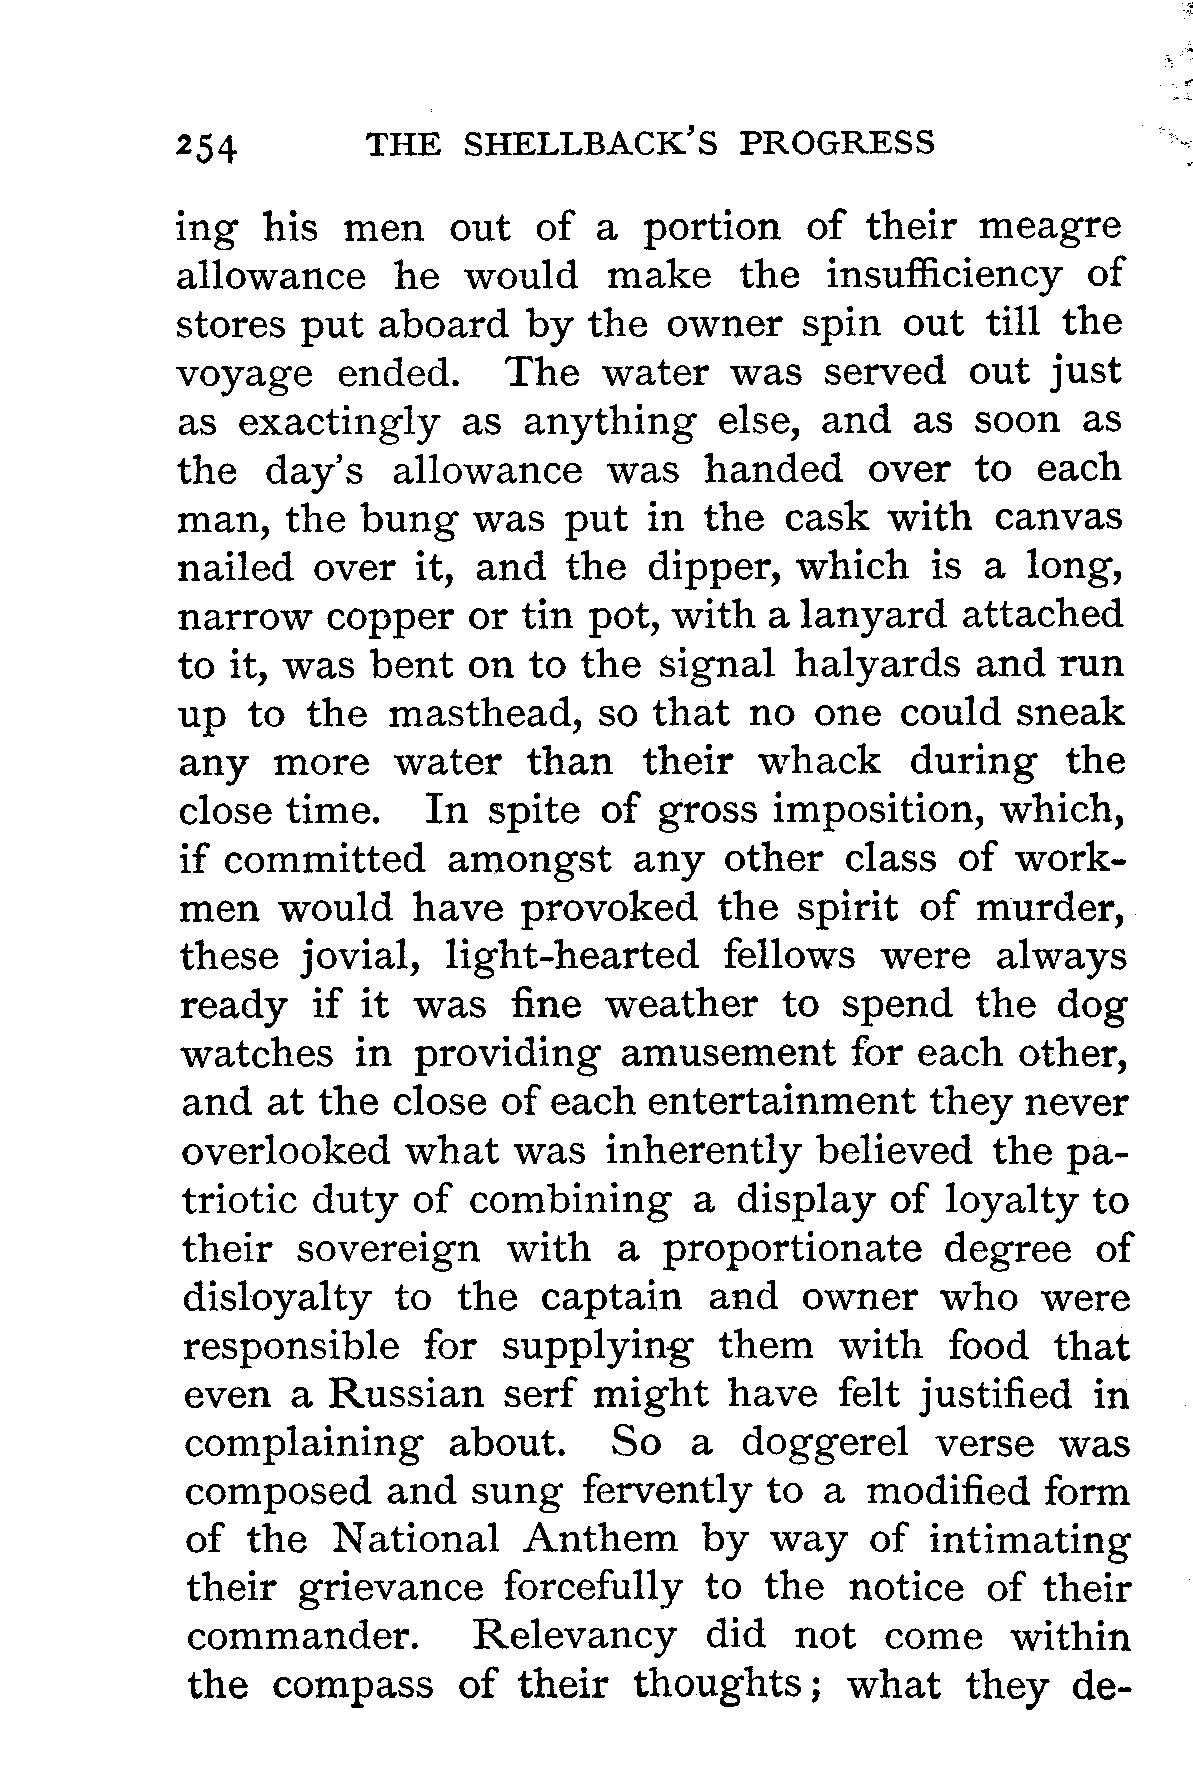 254 THE SHELLBACK'S PROGRESS
ing his men out of a portion of their meagre
allowance he would make the insufficiency of
stores put aboard by the owner spin out till the
voyage ended. The water was served out just
as exactingly as anything else, and as soon as
the day's allowance was handed over to each
man, the bung was put in the cask with canvas
nailed over it, and the dipper, which is a long,
narrow copper or tin pot, with a lanyard attached
to it, was bent on to the signal halyards and run
up to the masthead, so that no one could sneak
any more water than their whack during the
close time. In spite of gross imposition, which,
if committed amongst any other class of work-
men would have provoked the spirit of murder,
these jovial, light-hearted fellows were always
ready if it was fine weather to spend the dog
watches in providing amusement for each other,
and at the close of each entertainment they never
overlooked what was inherently believed the pa-
triotic duty of combining a display of loyalty to
their sovereign with a proportionate degree of
disloyalty to the captain and owner who were
responsible for supplying them with food that
even a Russian serf might have felt justified in
complaining about. So a doggerel verse was
composed and sung fervently to a modified form
of the National Anthem by way of intimating
their grievance forcefully to the notice of their
commander. Relevancy did not come within
the compass of their thoughts; what they de-